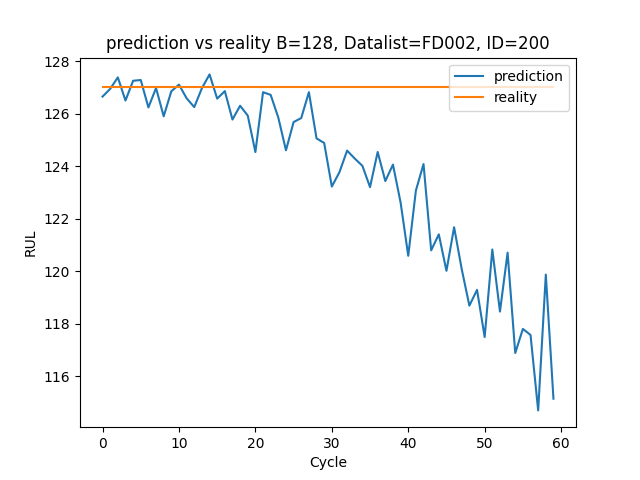 prediction vs reality B=128, Datalist=FD002, ID=200
128
126
124
122
120
118
116
RUL
prediction
reality
0 10 20 30 40 50 60
Cycle